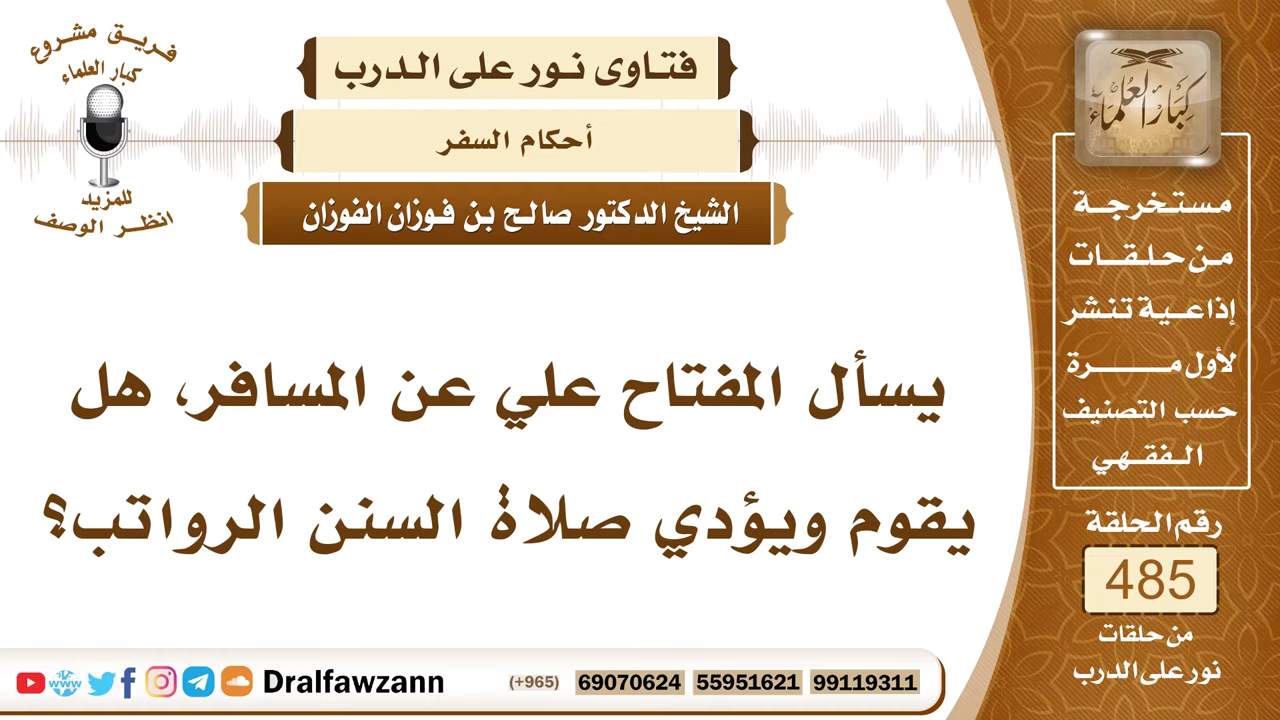 فريق مشروع
كبار العلماء
للمزيد
انظر الوصف
فتاوى نور على الدرب
أحكام السفر
الشيخ الدكتور صالح بن فوزان الفوزان
يسأل المفتاح علي عن المسافر، هل
يقوم ويؤدي صلاة السنن الرواتب؟
كبار العلماء
مستخرجة
من حلقات
إذاعية تنشر
لأول مرة
حسب التصنيف
الفقهي
رقم الحلقة
485
من حلقات
نور على الدرب
www
Dralfawzann
(+965) 69070624 55951621 99119311